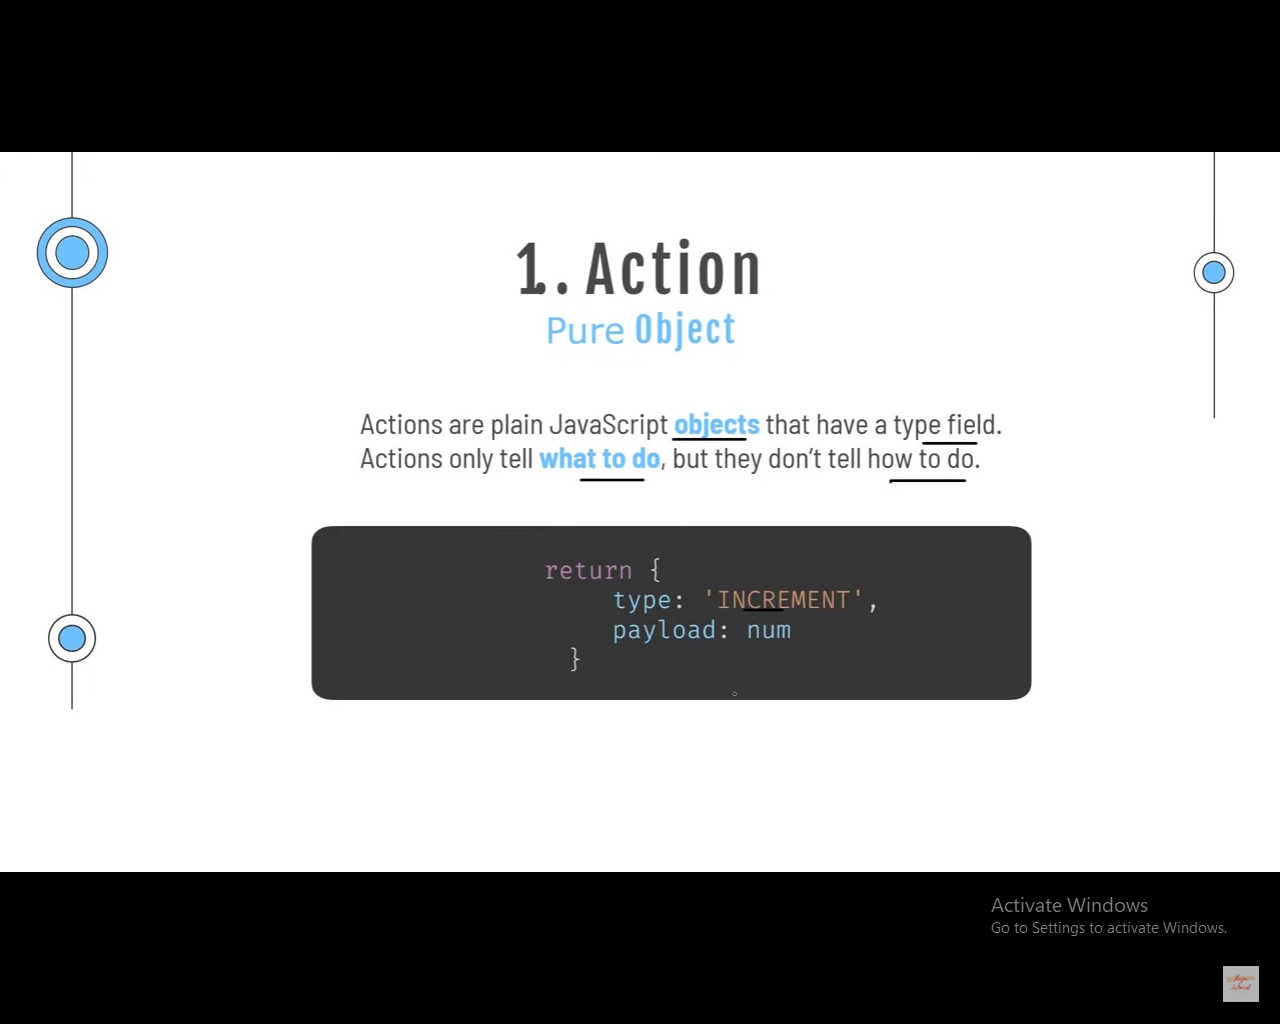 1. Action
Pure Object
Actions are plain JavaScript objects that have a type field.
Actions only tell what to do, but they don’t tell how to do.
return {
type: 'INCREMENT',
payload: num
}
Activate Windows
Go to Settings to activate Windows.